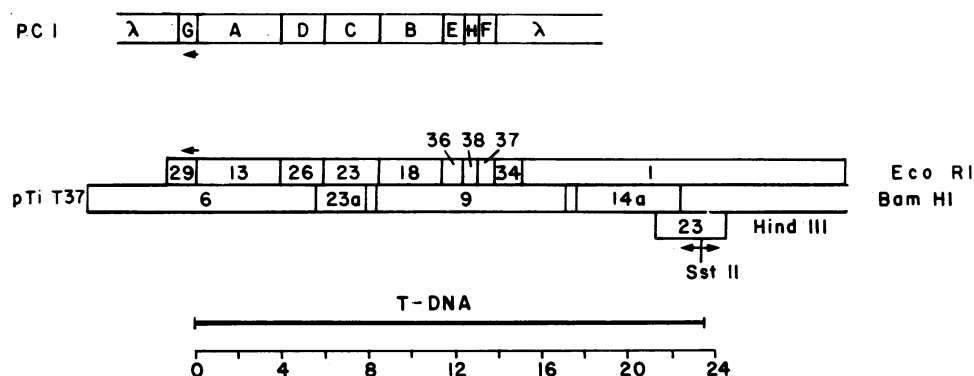 PC I λ G A D C B E H F λ
36 38 37
29 13 26 23 18 34 I Eco RI
pTi T37 6 23a 9 14a Bam HI
23 Hind III
Sst II
T-DNA
0 4 8 12 16 20 24